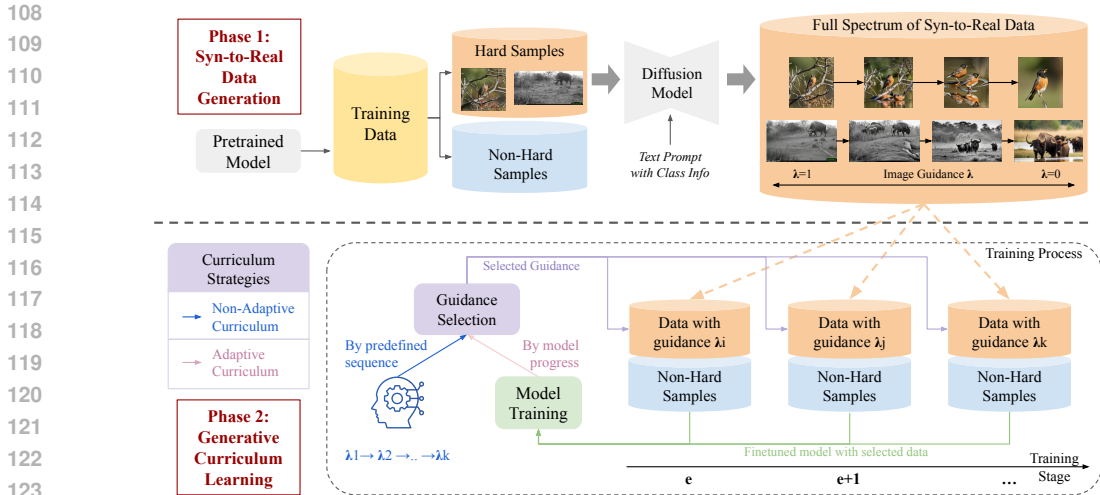 108
109
110
111
112
113
114
115
116
117
118
119
120
121
122
123
Phase 1:
Syn-to-Real
Data
Generation
Pretrained
Model
Training
Data
Hard Samples
Non-Hard
Samples
Diffusion
Model
Text Prompt
with Class Info
Full Spectrum of Syn-to-Real Data
λ=1
Image Guidance λ
λ=0
Curriculum
Strategies
Non-Adaptive
Curriculum
Adaptive
Curriculum
Phase 2:
Generative
Curriculum
Learning
Training Process
Selected Guidance
Guidance
Selection
By predefined
sequence
By model
progress
Model
Training
λ1→ λ2 →.. →λk
Data with
guidance λi
Non-Hard
Samples
Data with
guidance λj
Non-Hard
Samples
Data with
guidance λk
Non-Hard
Samples
Finetuned model with selected data
Training
Stage
e
e+1
...